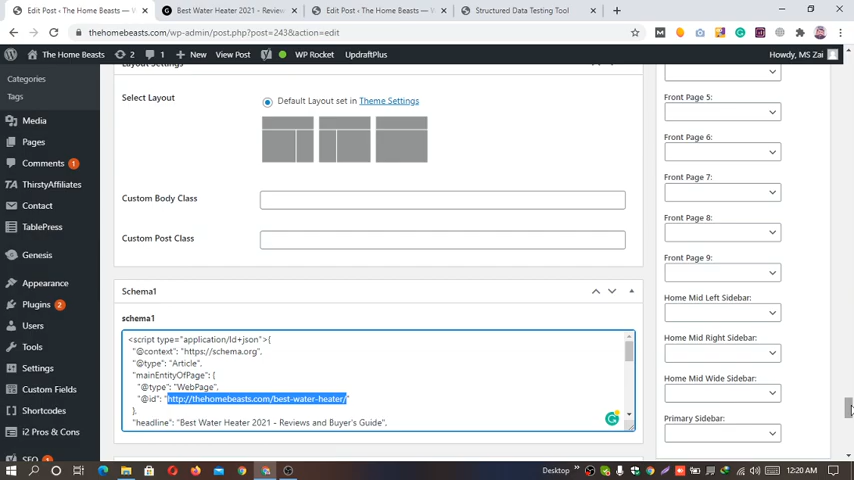 Edit Post ‹ The Home Beasts —
Best Water Heater 2021 - Review
Edit Post ‹ The Home Beasts —
Structured Data Testing Tool
thehomebeasts.com/wp-admin/post.php?post=243&action=edit
The Home Beasts
2
1
New
View Post
WP Rocket
UpdraftPlus
Howdy, MS Zai
Categories
Tags
Media
Pages
Comments 1
ThirstyAffiliates
Contact
TablePress
Genesis
Appearance
Plugins 2
Users
Tools
Settings
Custom Fields
Shortcodes
i2 Pros & Cons
SEO
Layout Settings
Select Layout
Default Layout set in Theme Settings
Custom Body Class
Custom Post Class
Schema1
schema1
<script type="application/ld+json">{
"@context": "https://schema.org",
"@type": "Article",
"mainEntityOfPage": {
"@type": "WebPage",
"@id": "http://thehomebeasts.com/best-water-heater/"
},
"headline": "Best Water Heater 2021 - Reviews and Buyer's Guide",
Front Page 5:
Front Page 6:
Front Page 7:
Front Page 8:
Front Page 9:
Home Mid Left Sidebar:
Home Mid Right Sidebar:
Home Mid Wide Sidebar:
Primary Sidebar:
Desktop
12:20 AM